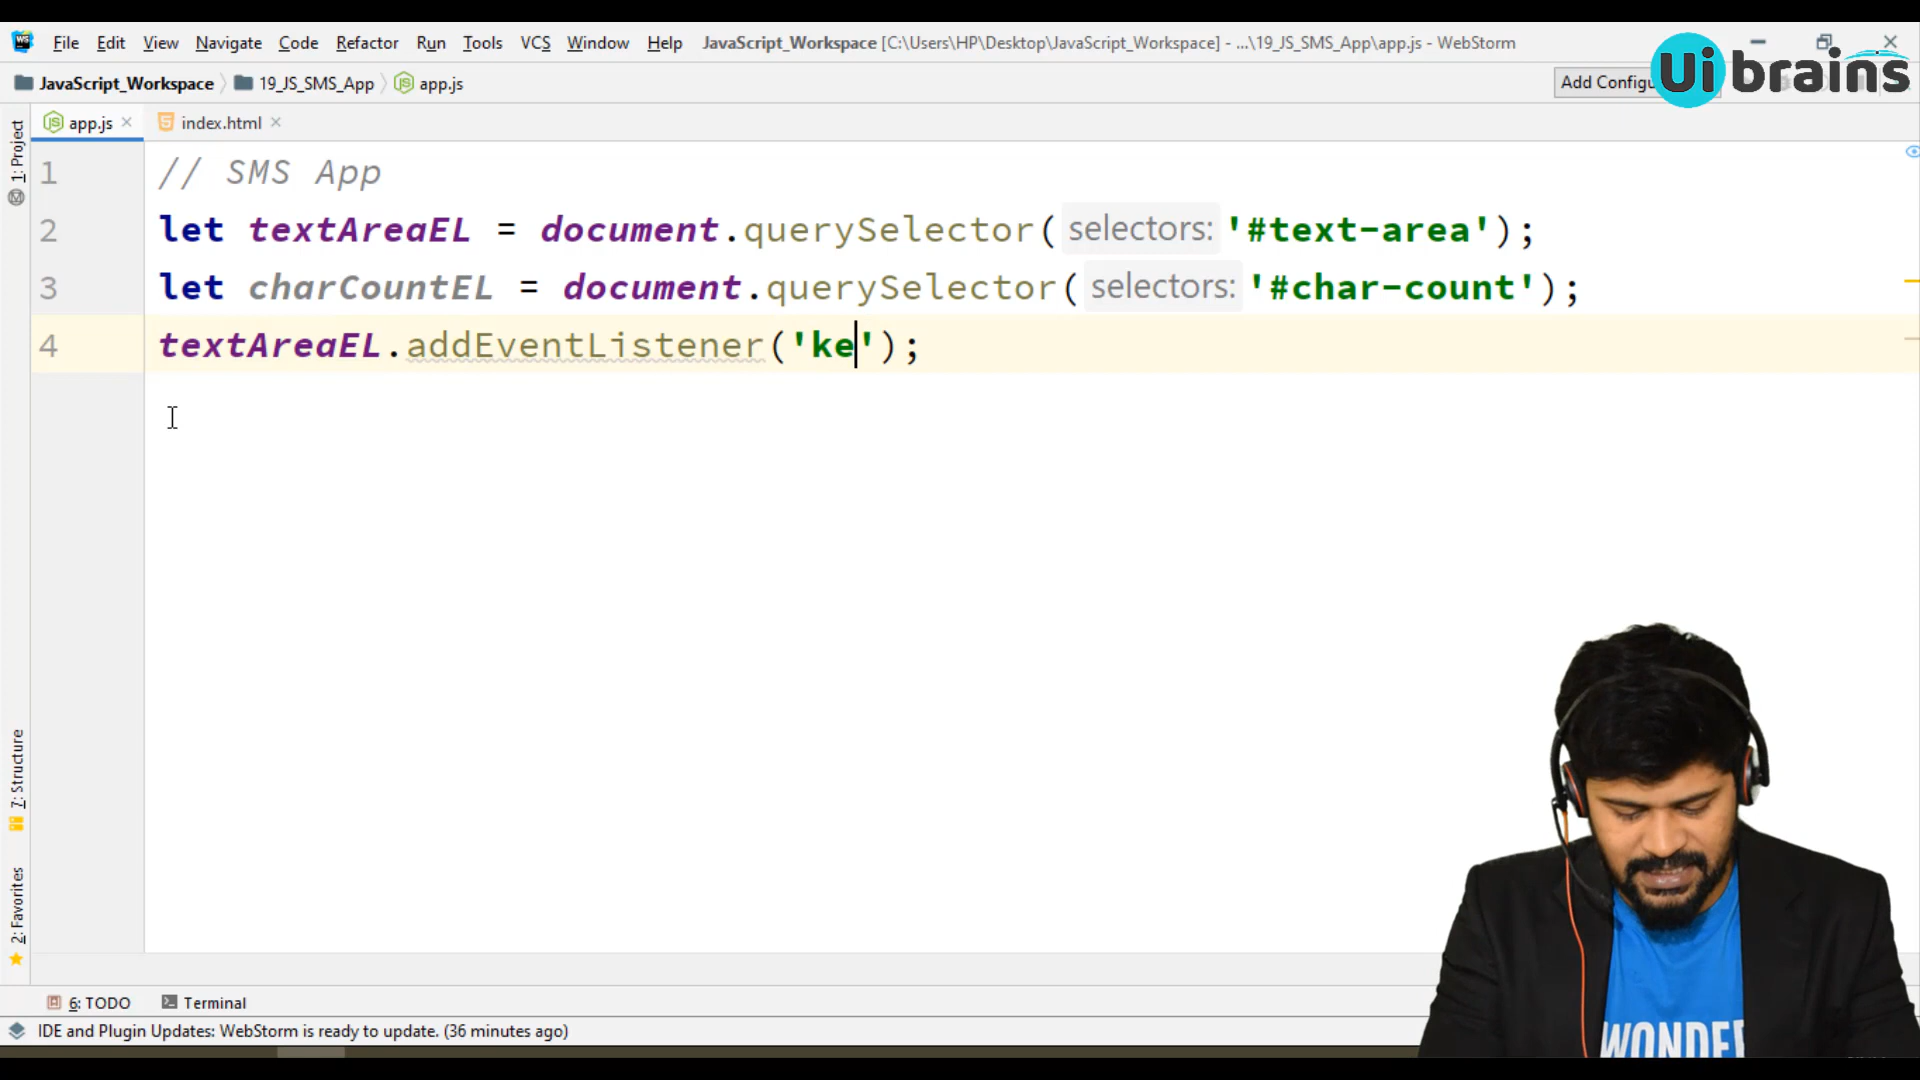 File Edit View Navigate Code Refactor Run Tools VCS Window Help JavaScript_Workspace [C:\Users\HP\Desktop\JavaScript_Workspace] - ...\19_JS_SMS_App\app.js - WebStorm
JavaScript_Workspace 19_JS_SMS_App app.js Add Configu
Ui brains
app.js index.html
1: Project
1 // SMS App
2 let textAreaEL = document.querySelector( selectors: '#text-area');
3 let charCountEL = document.querySelector( selectors: '#char-count');
4 textAreaEL.addEventListener('ke');
7: Structure
2: Favorites
6: TODO Terminal
IDE and Plugin Updates: WebStorm is ready to update. (36 minutes ago)
WONDER